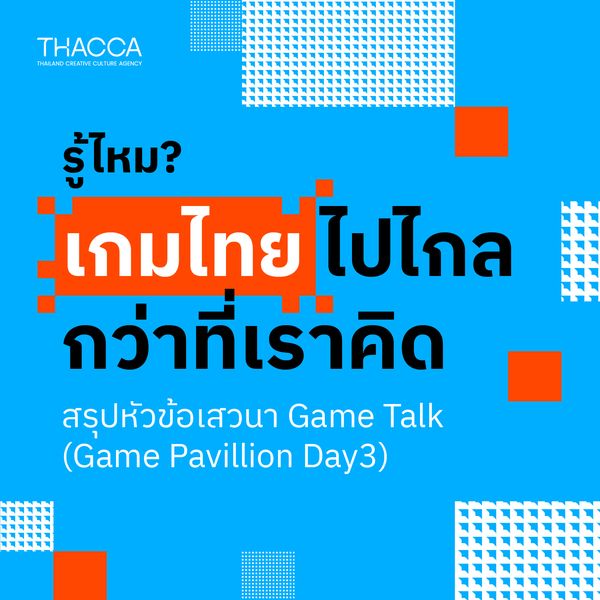 THACCA
THAILAND CREATIVE CULTURE AGENCY
รู้ไหม?
เกมไทย ไปไกล
กว่าที่เราคิด
สรุปหัวข้อเสวนา Game Talk
(Game Pavillion Day3)